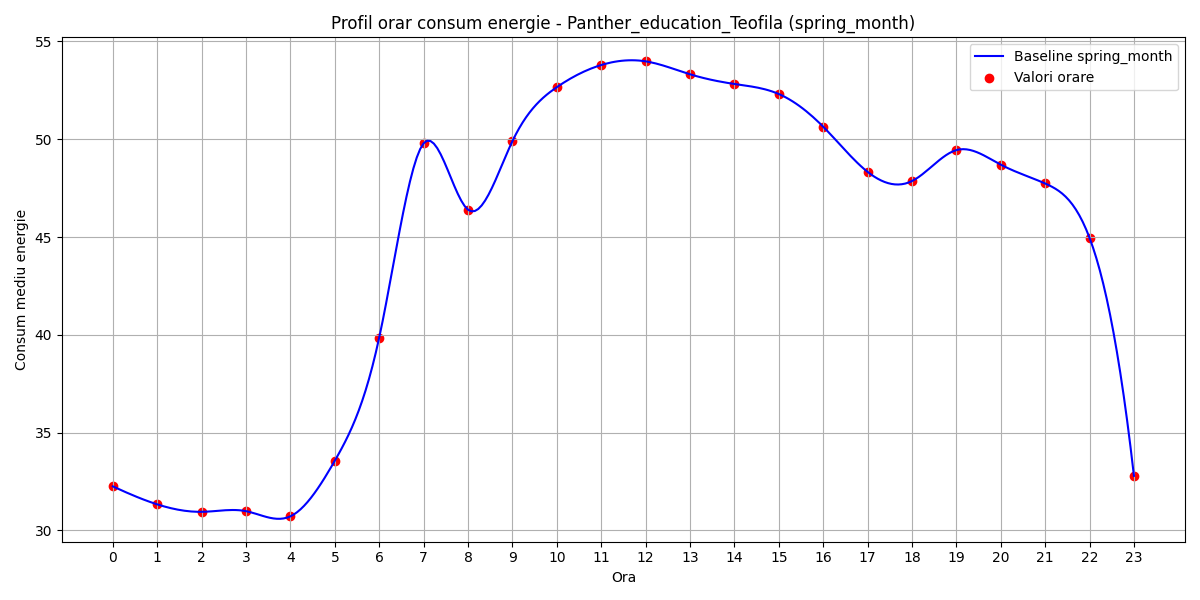 Profil orar consum energie - Panther_education_Teofila (spring_month)
Baseline spring_month
Valori orare
Consum mediu energie
55
50
45
40
35
30
0 1 2 3 4 5 6 7 8 9 10 11 12 13 14 15 16 17 18 19 20 21 22 23
Ora